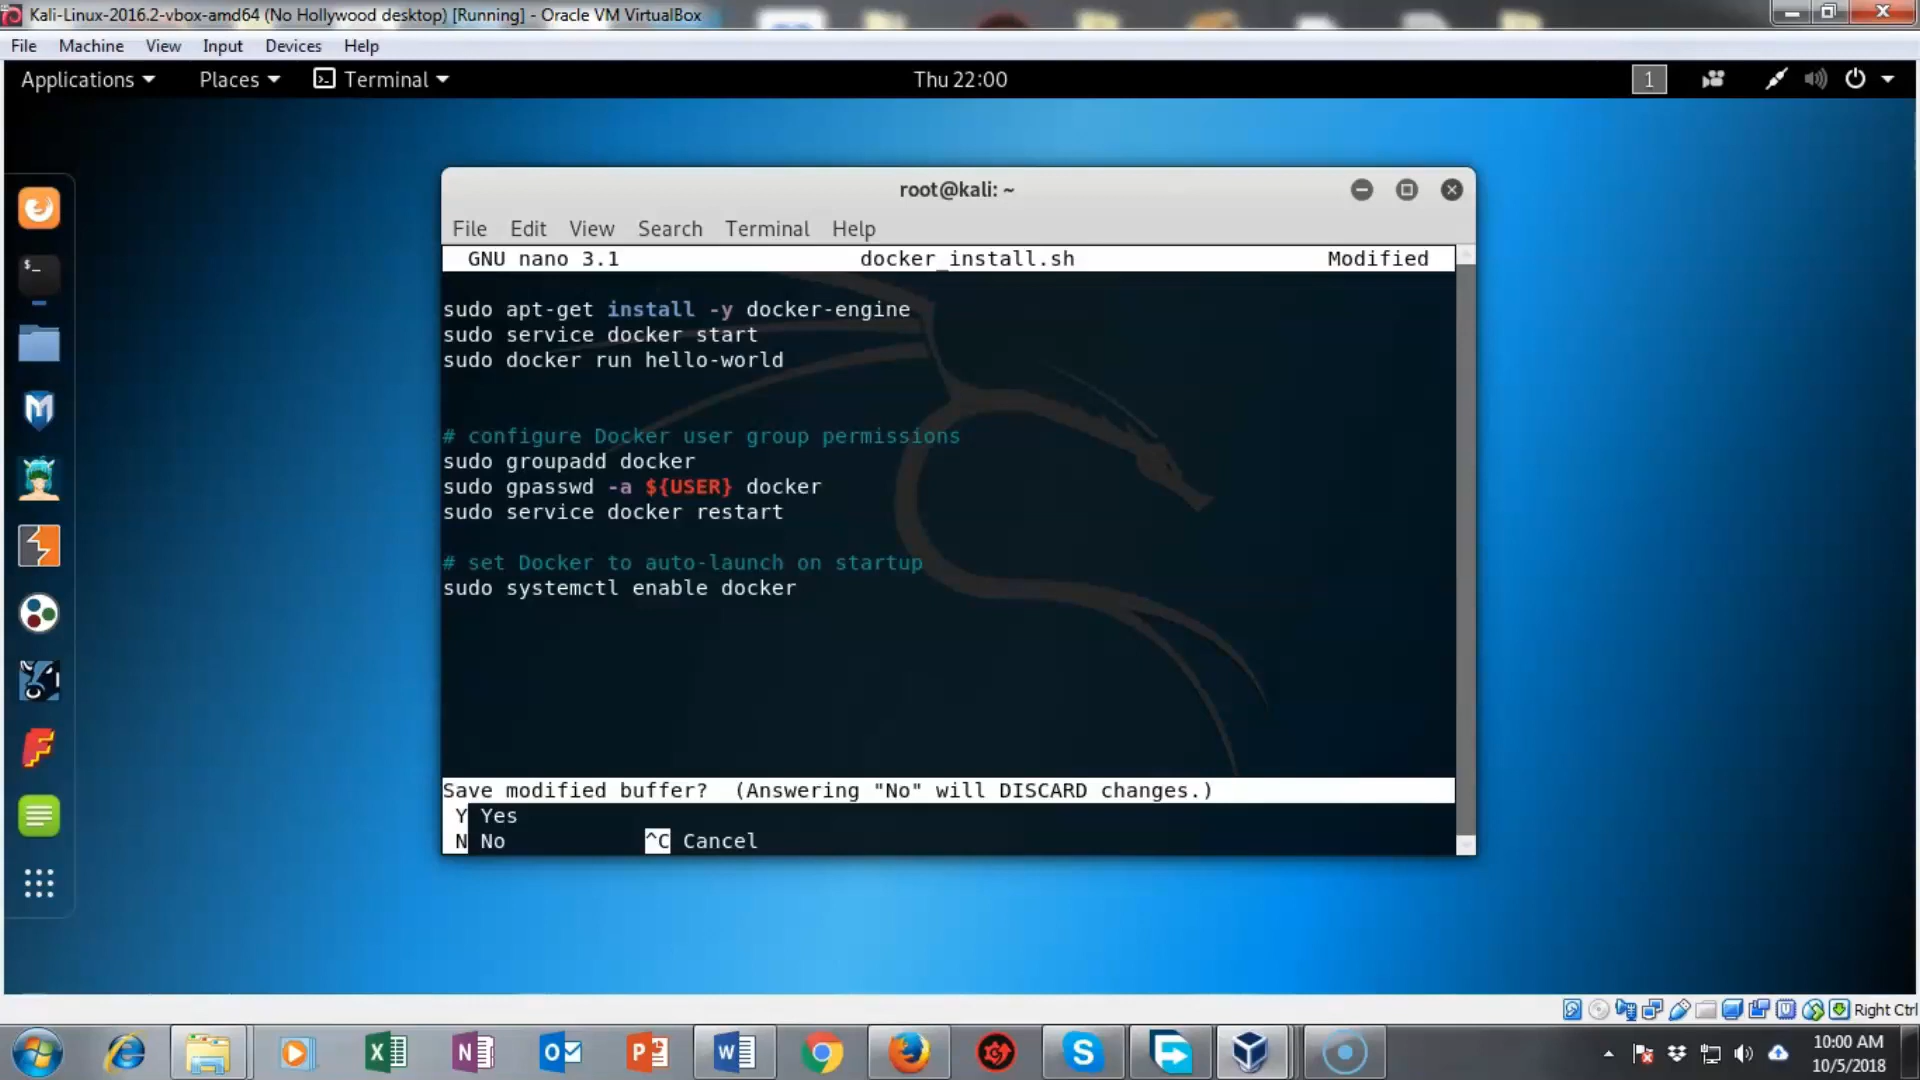 Kali-Linux-2016.2-vbox-amd64 (No Hollywood desktop) [Running] - Oracle VM VirtualBox
File Machine View Input Devices Help
Applications Places Terminal Thu 22:00 1
root@kali: ~
File Edit View Search Terminal Help
GNU nano 3.1 docker_install.sh Modified
sudo apt-get install -y docker-engine
sudo service docker start
sudo docker run hello-world
# configure Docker user group permissions
sudo groupadd docker
sudo gpasswd -a ${USER} docker
sudo service docker restart
# set Docker to auto-launch on startup
sudo systemctl enable docker
Save modified buffer? (Answering "No" will DISCARD changes.)
Y Yes
N No ^C Cancel
Right Ctrl
10:00 AM
10/5/2018